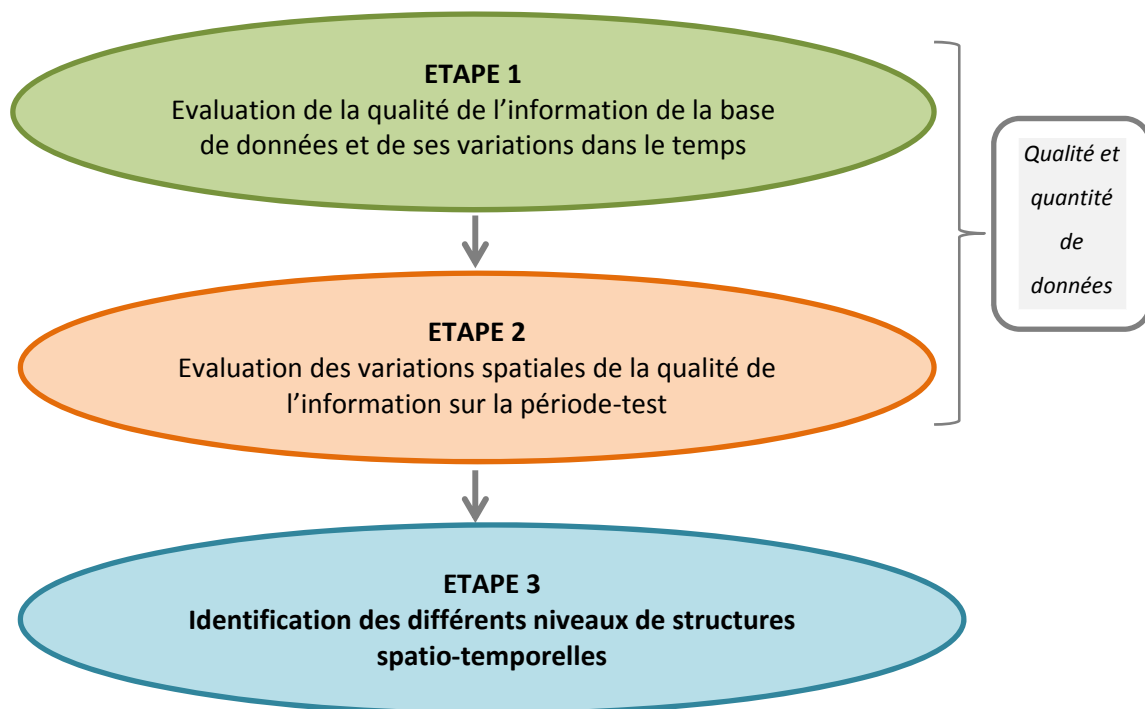 ETAPE 1
Evaluation de la qualité de l’information de la base
de données et de ses variations dans le temps
Qualité et
quantité
de
données
ETAPE 2
Evaluation des variations spatiales de la qualité de
l’information sur la période-test
ETAPE 3
Identification des différents niveaux de structures
spatio-temporelles